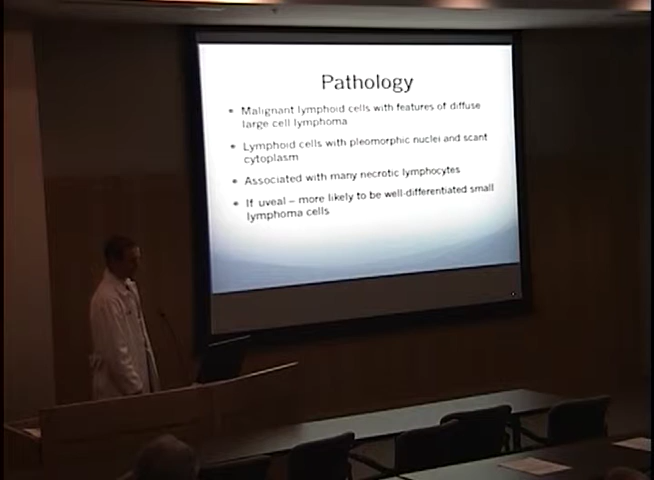 Pathology
• Malignant lymphoid cells with features of diffuse
large cell lymphoma
• Lymphoid cells with pleomorphic nuclei and scant
cytoplasm
• Associated with many necrotic lymphocytes
• If uveal – more likely to be well-differentiated small
lymphoma cells